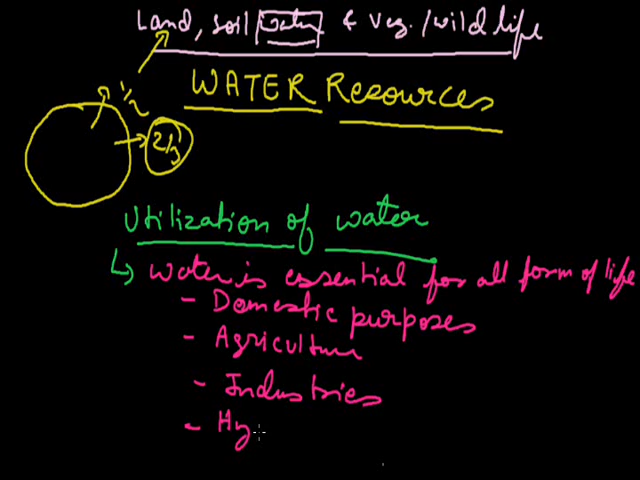 Land, soil/water & Veg./wild life
WATER Resources
1/2
2/3
Utilization of water
↳ Water is essential for all form of life
- Domestic purposes
- Agriculture
- Industries
- Hy